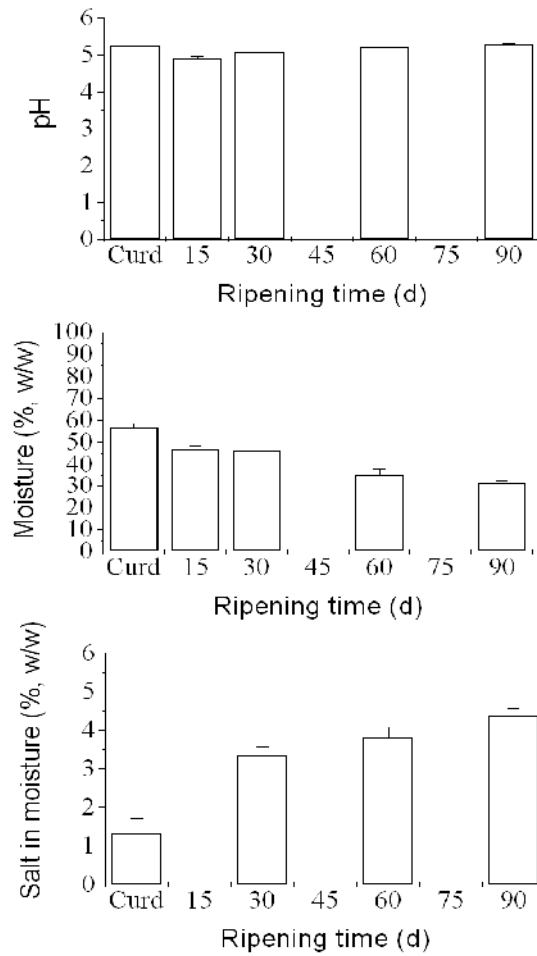 pH
6
5
4
3
2
1
0
Curd 15 30 45 60 75 90
Ripening time (d)
Moisture (%, w/w)
100
90
80
70
60
50
40
30
20
10
0
Curd 15 30 45 60 75 90
Ripening time (d)
Salt in moisture (%, w/w)
6
5
4
3
2
1
0
Curd 15 30 45 60 75 90
Ripening time (d)